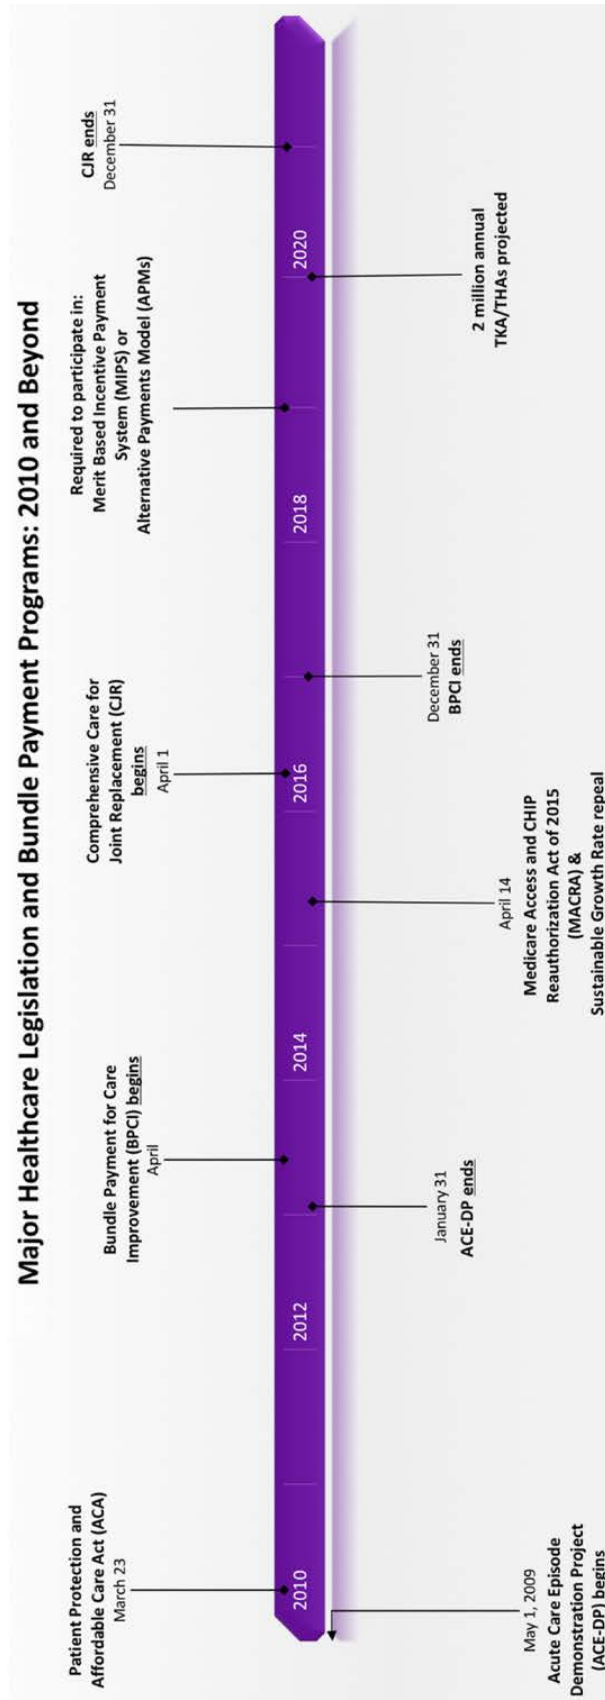 Major Healthcare Legislation and Bundle Payment Programs: 2010 and Beyond
Patient Protection and
Affordable Care Act (ACA)
March 23
Bundle Payment for Care
Improvement (BPCI) begins
April
Comprehensive Care for
Joint Replacement (CJR)
begins
April 1
Required to participate in:
Merit Based Incentive Payment
System (MIPS) or
Alternative Payments Model (APMs)
CJR ends
December 31
2010
2012
2014
2016
2018
2020
May 1, 2009
Acute Care Episode
Demonstration Project
(ACE-DP) begins
January 31
ACE-DP ends
April 14
Medicare Access and CHIP
Reauthorization Act of 2015
(MACRA) &
Sustainable Growth Rate repeal
December 31
BPCI ends
2 million annual
TKA/THAs projected